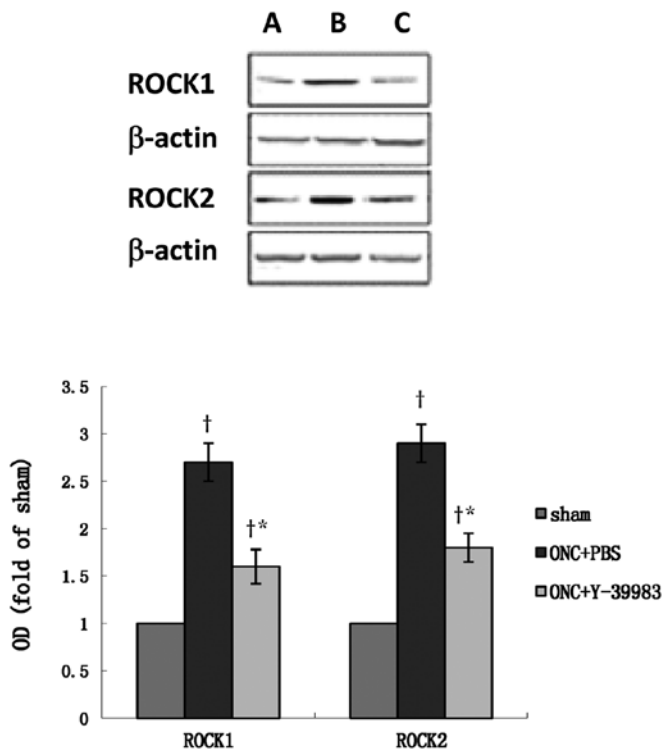 A B C
ROCK1
β-actin
ROCK2
β-actin
3.5
3
2.5
2
1.5
1
0.5
0
OD (fold of sham)
†
†*
†
†*
ROCK1 ROCK2
sham
ONC+PBS
ONC+Y-39983